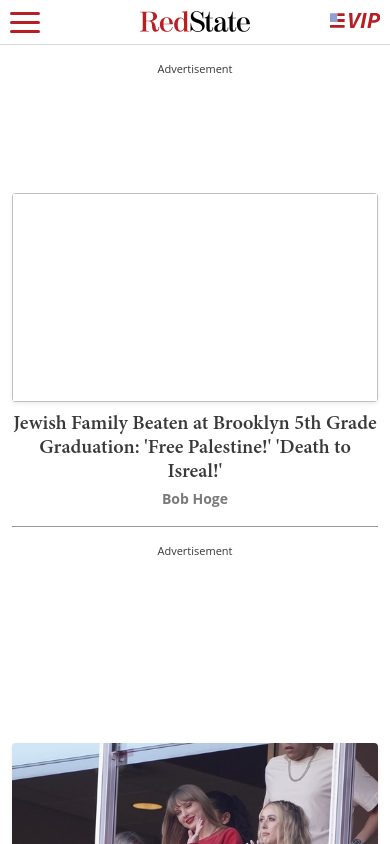 RedState
VIP
Advertisement
Jewish Family Beaten at Brooklyn 5th Grade
Graduation: 'Free Palestine!' 'Death to
Isreal!'
Bob Hoge
Advertisement